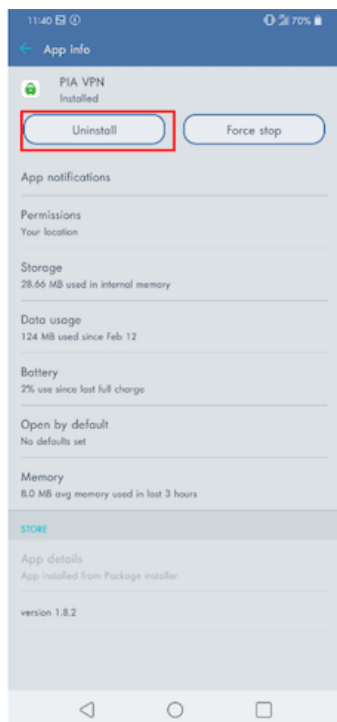 11:40 70%
App info
PIA VPN
Installed
Uninstall Force stop
App notifications
Permissions
Your location
Storage
28.66 MB used in internal memory
Data usage
124 MB used since Feb 12
Battery
2% use since last full charge
Open by default
No defaults set
Memory
8.0 MB avg memory used in last 3 hours
STORE
App details
App installed from Package installer
version 1.8.2